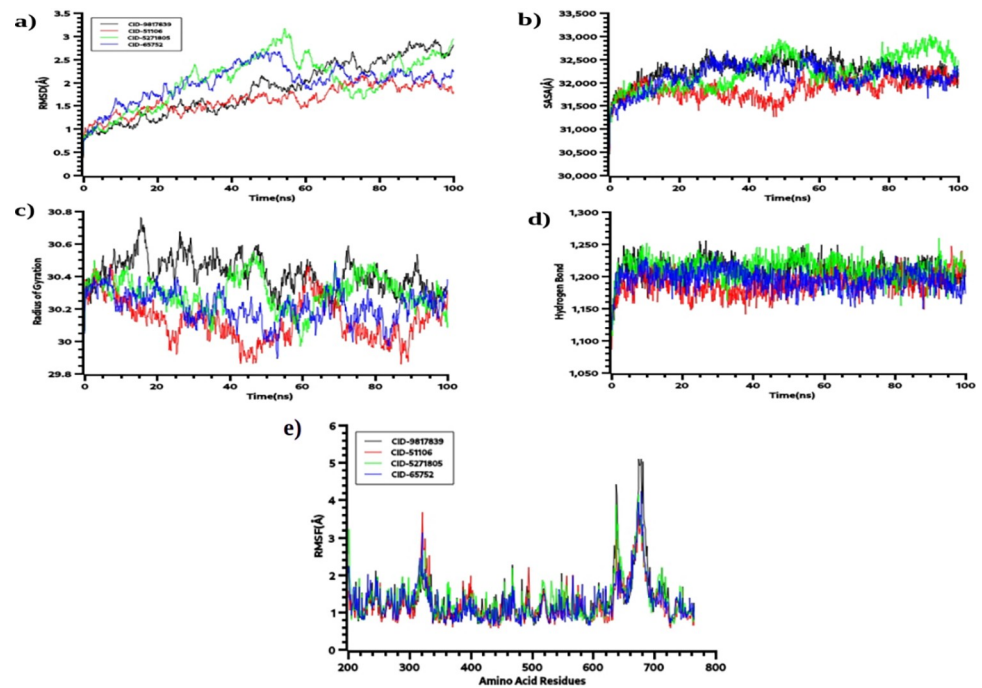 a)
3.5
3
2.5
2
1.5
1
0.5
0
RMSD(Å)
CID-9817839
CID-51106
CID-5271805
CID-65752
0 20 40 60 80 100
Time(ns)
b)
33,500
33,000
32,500
32,000
31,500
31,000
30,500
30,000
SASA(Å)
0 20 40 60 80 100
Time(ns)
c)
30.8
30.6
30.4
30.2
30
29.8
Radius of Gyration
0 20 40 60 80 100
Time(ns)
d)
1,300
1,250
1,200
1,150
1,100
1,050
Hydrogen Bond
0 20 40 60 80 100
Time(ns)
e)
6
5
4
3
2
1
0
RMSF(Å)
CID-9817839
CID-51106
CID-5271805
CID-65752
200 300 400 500 600 700 800
Amino Acid Residues